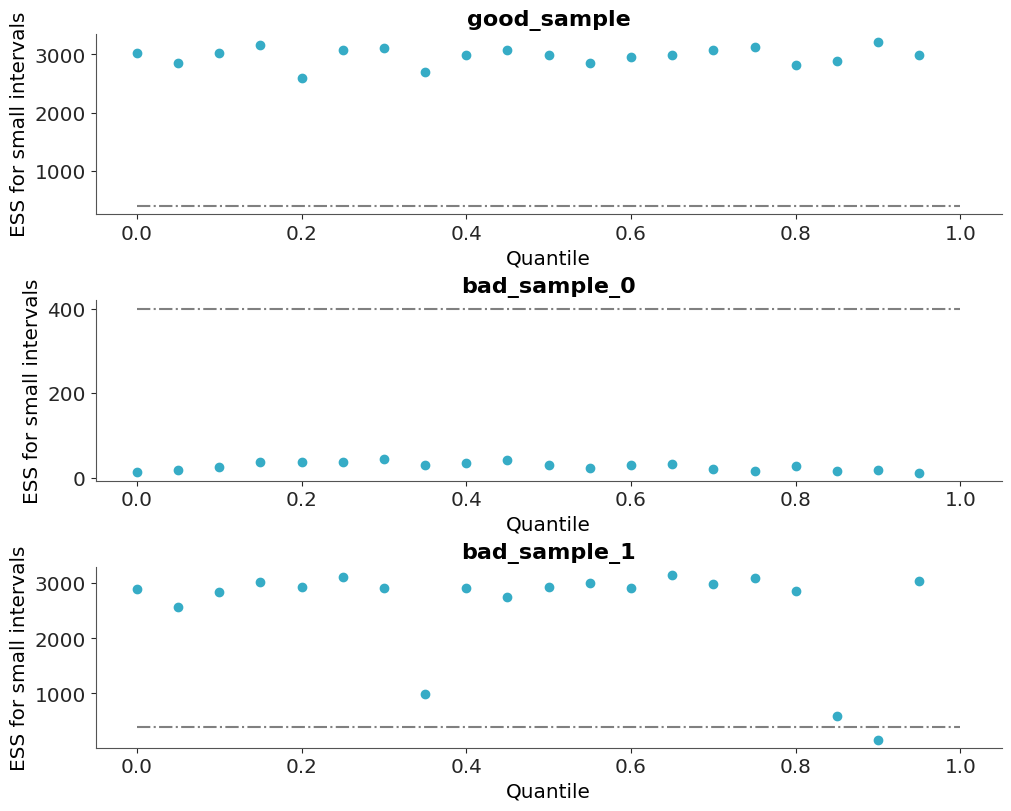 good_sample
ESS for small intervals
3000
2000
1000
0.0 0.2 0.4 0.6 0.8 1.0
Quantile
bad_sample_0
ESS for small intervals
400
200
0
0.0 0.2 0.4 0.6 0.8 1.0
Quantile
bad_sample_1
ESS for small intervals
3000
2000
1000
0.0 0.2 0.4 0.6 0.8 1.0
Quantile